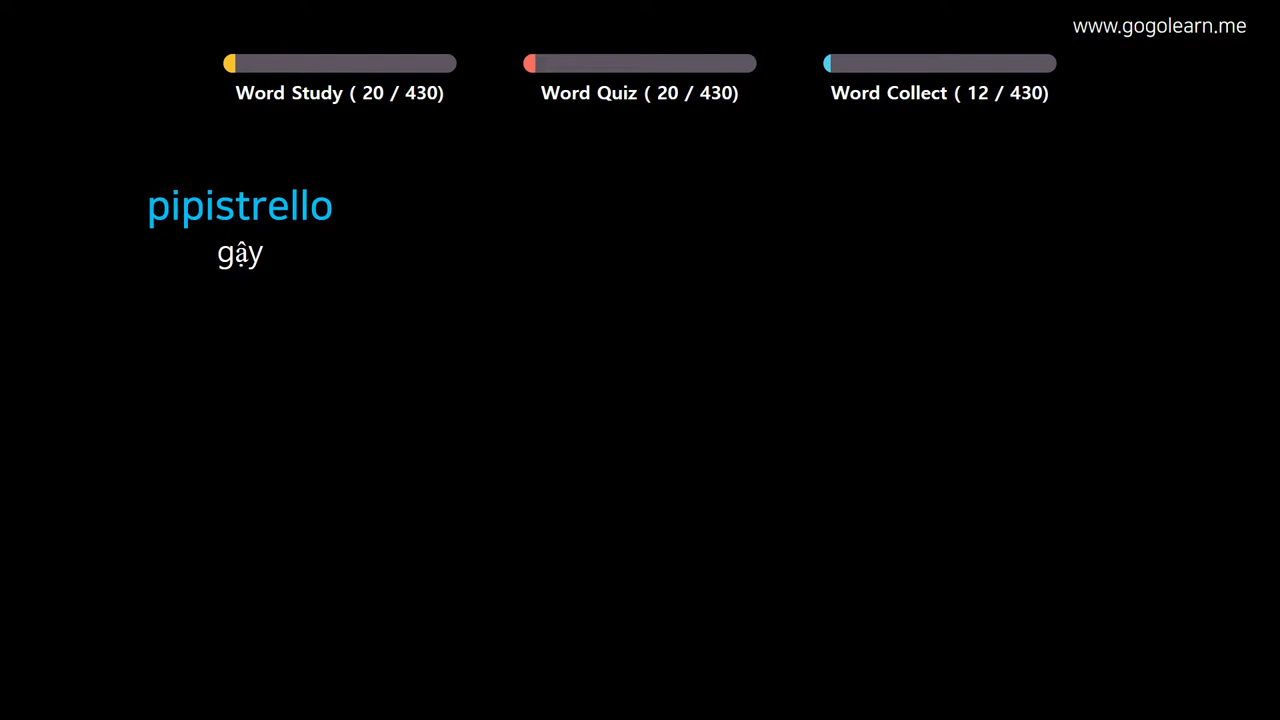 www.gogolearn.me
Word Study ( 20 / 430)
Word Quiz ( 20 / 430)
Word Collect ( 12 / 430)
pipistrello
gậy